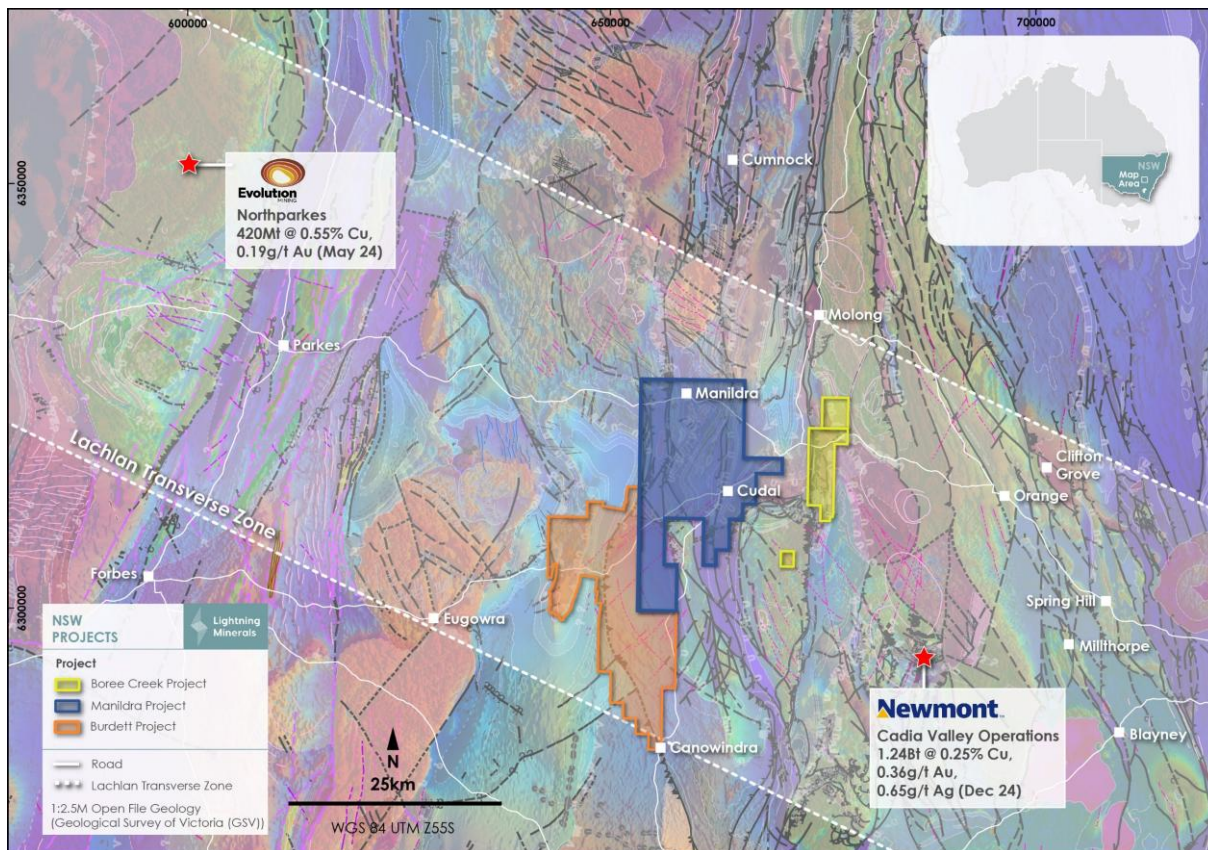 600000
650000
700000
6350000
6300000
NSW
Map
Area
Evolution
MINING
Northparkes
420Mt @ 0.55% Cu,
0.19g/t Au (May 24)
Cumnock
Molong
Parkes
Manildra
Lachlan Transverse Zone
Cudal
Clifton
Grove
Orange
Forbes
Eugowra
Spring Hill
Millthorpe
Canowindra
Blayney
Newmont
Cadia Valley Operations
1.24Bt @ 0.25% Cu,
0.36g/t Au,
0.65g/t Ag (Dec 24)
NSW
PROJECTS
Lightning
Minerals
Project
Boree Creek Project
Manildra Project
Burdett Project
Road
Lachlan Transverse Zone
1:2.5M Open File Geology
(Geological Survey of Victoria (GSV))
N
25km
WGS 84 UTM Z55S